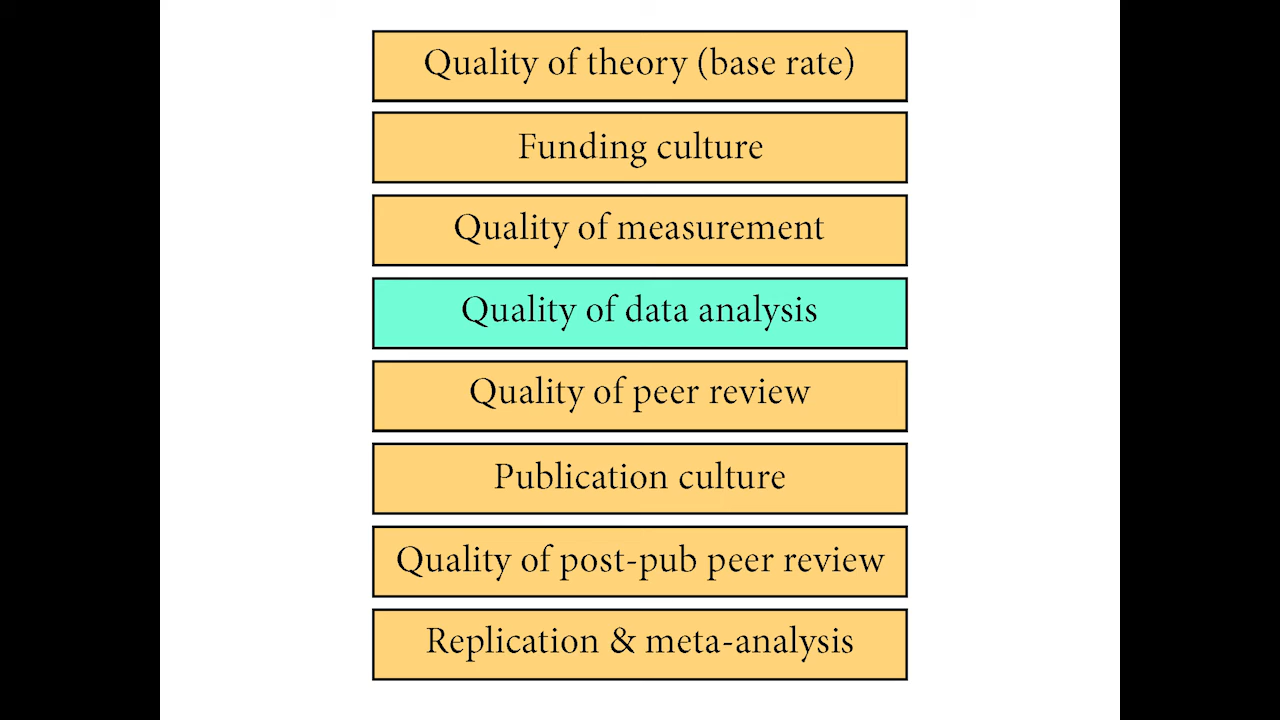 Quality of theory (base rate)
Funding culture
Quality of measurement
Quality of data analysis
Quality of peer review
Publication culture
Quality of post-pub peer review
Replication & meta-analysis